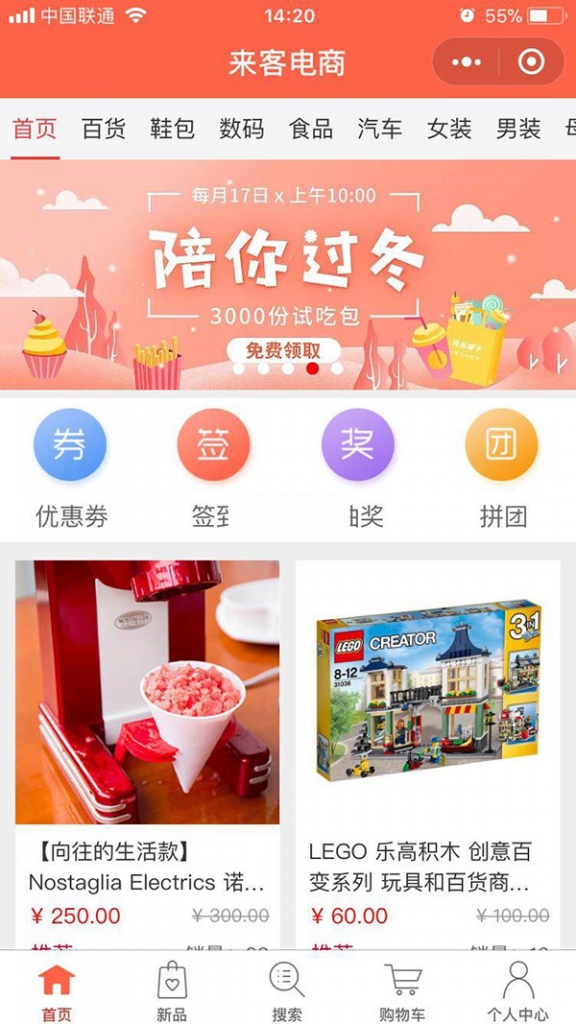 中国联通
14:20
55%
来客电商
首页 百货 鞋包 数码 食品 汽车 女装 男装
每月17日 x 上午10:00
陪你过冬
3000份试吃包
免费领取
券 签 奖 团
优惠券 签到 抽奖 拼团
LEGO CREATOR
3in1
8-12
31036
【向往的生活款】
Nostaglia Electrics 诺...
¥ 250.00 ¥ 300.00
LEGO 乐高积木 创意百
变系列 玩具和百货商...
¥ 60.00 ¥ 100.00
首页 新品 搜索 购物车 个人中心